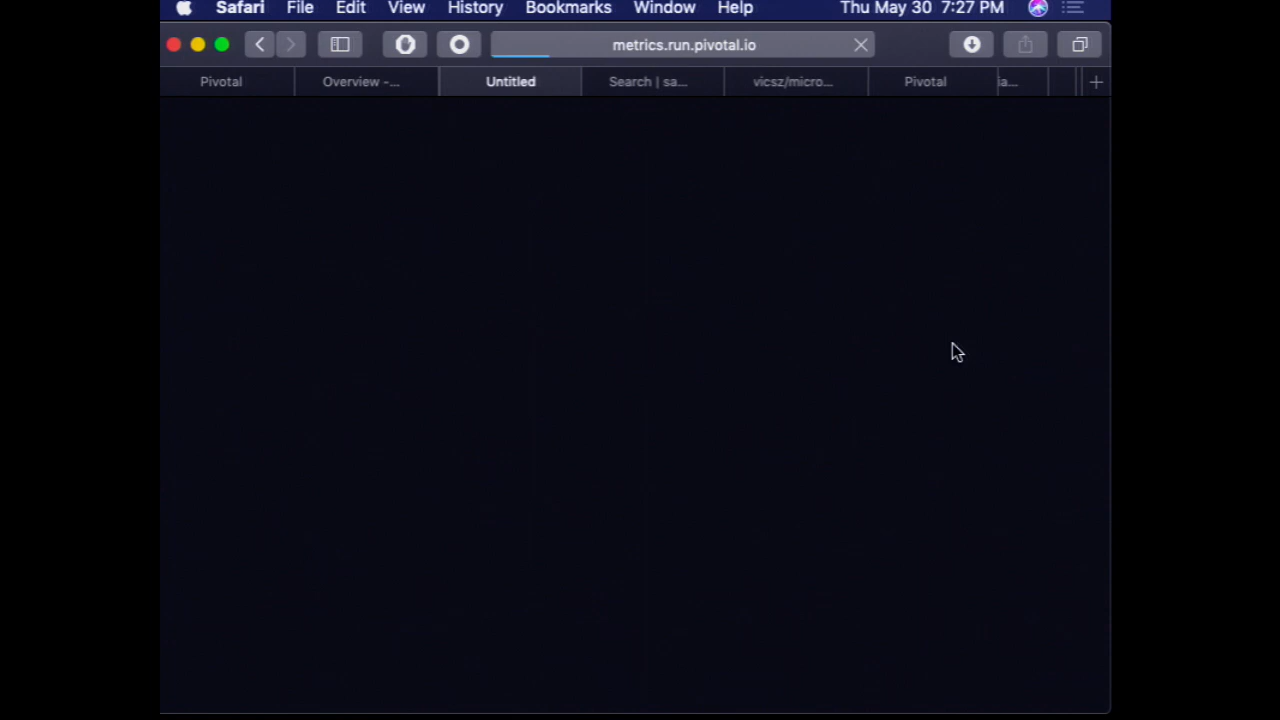 Safari File Edit View History Bookmarks Window Help Thu May 30 7:27 PM
metrics.run.pivotal.io
Pivotal Overview -... Untitled Search | sa... vicsz/micro... Pivotal ia...